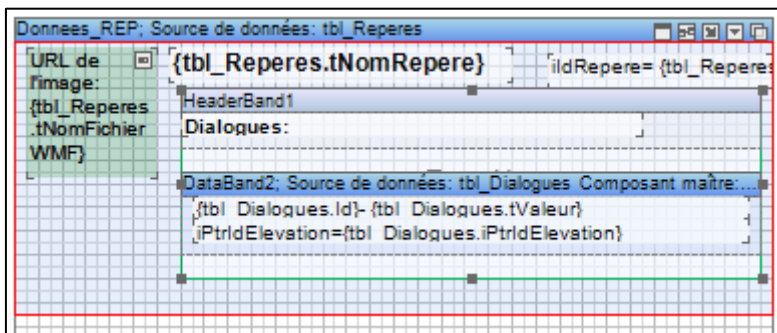 Donnees_REP; Source de données: tbl_Reperes
URL de
l'image:
{tbl_Reperes
.tNomFichier
WMF}
{tbl_Reperes.tNomRepere}
iIdRepere= {tbl_Reperes
HeaderBand1
Dialogues:
DataBand2; Source de données: tbl_Dialogues Composant maître:...
{tbl_Dialogues.Id}- {tbl_Dialogues.tValeur}
iPtrIdElevation={tbl_Dialogues.iPtrIdElevation}